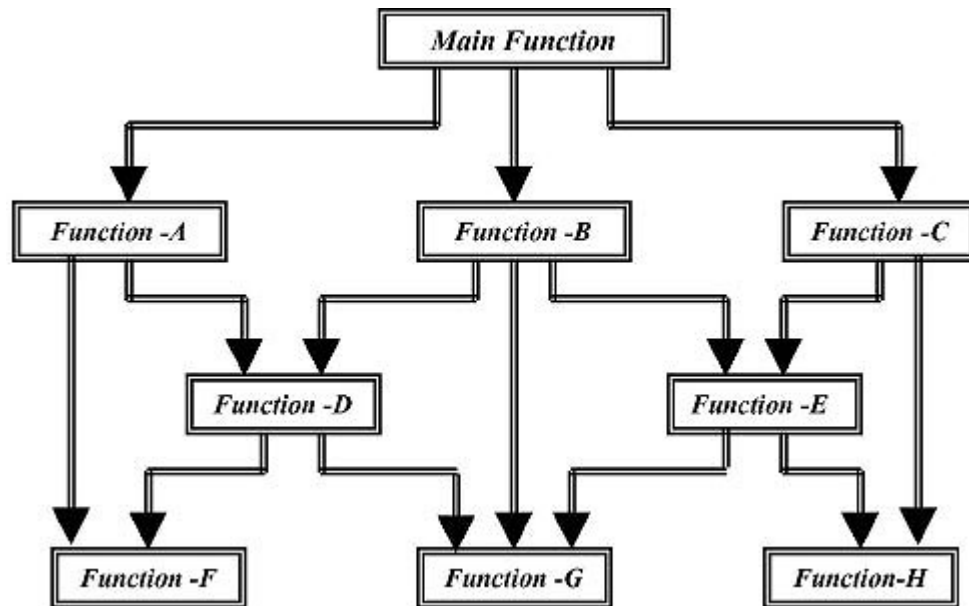 Main Function
Function -A
Function -B
Function -C
Function -D
Function -E
Function -F
Function -G
Function-H